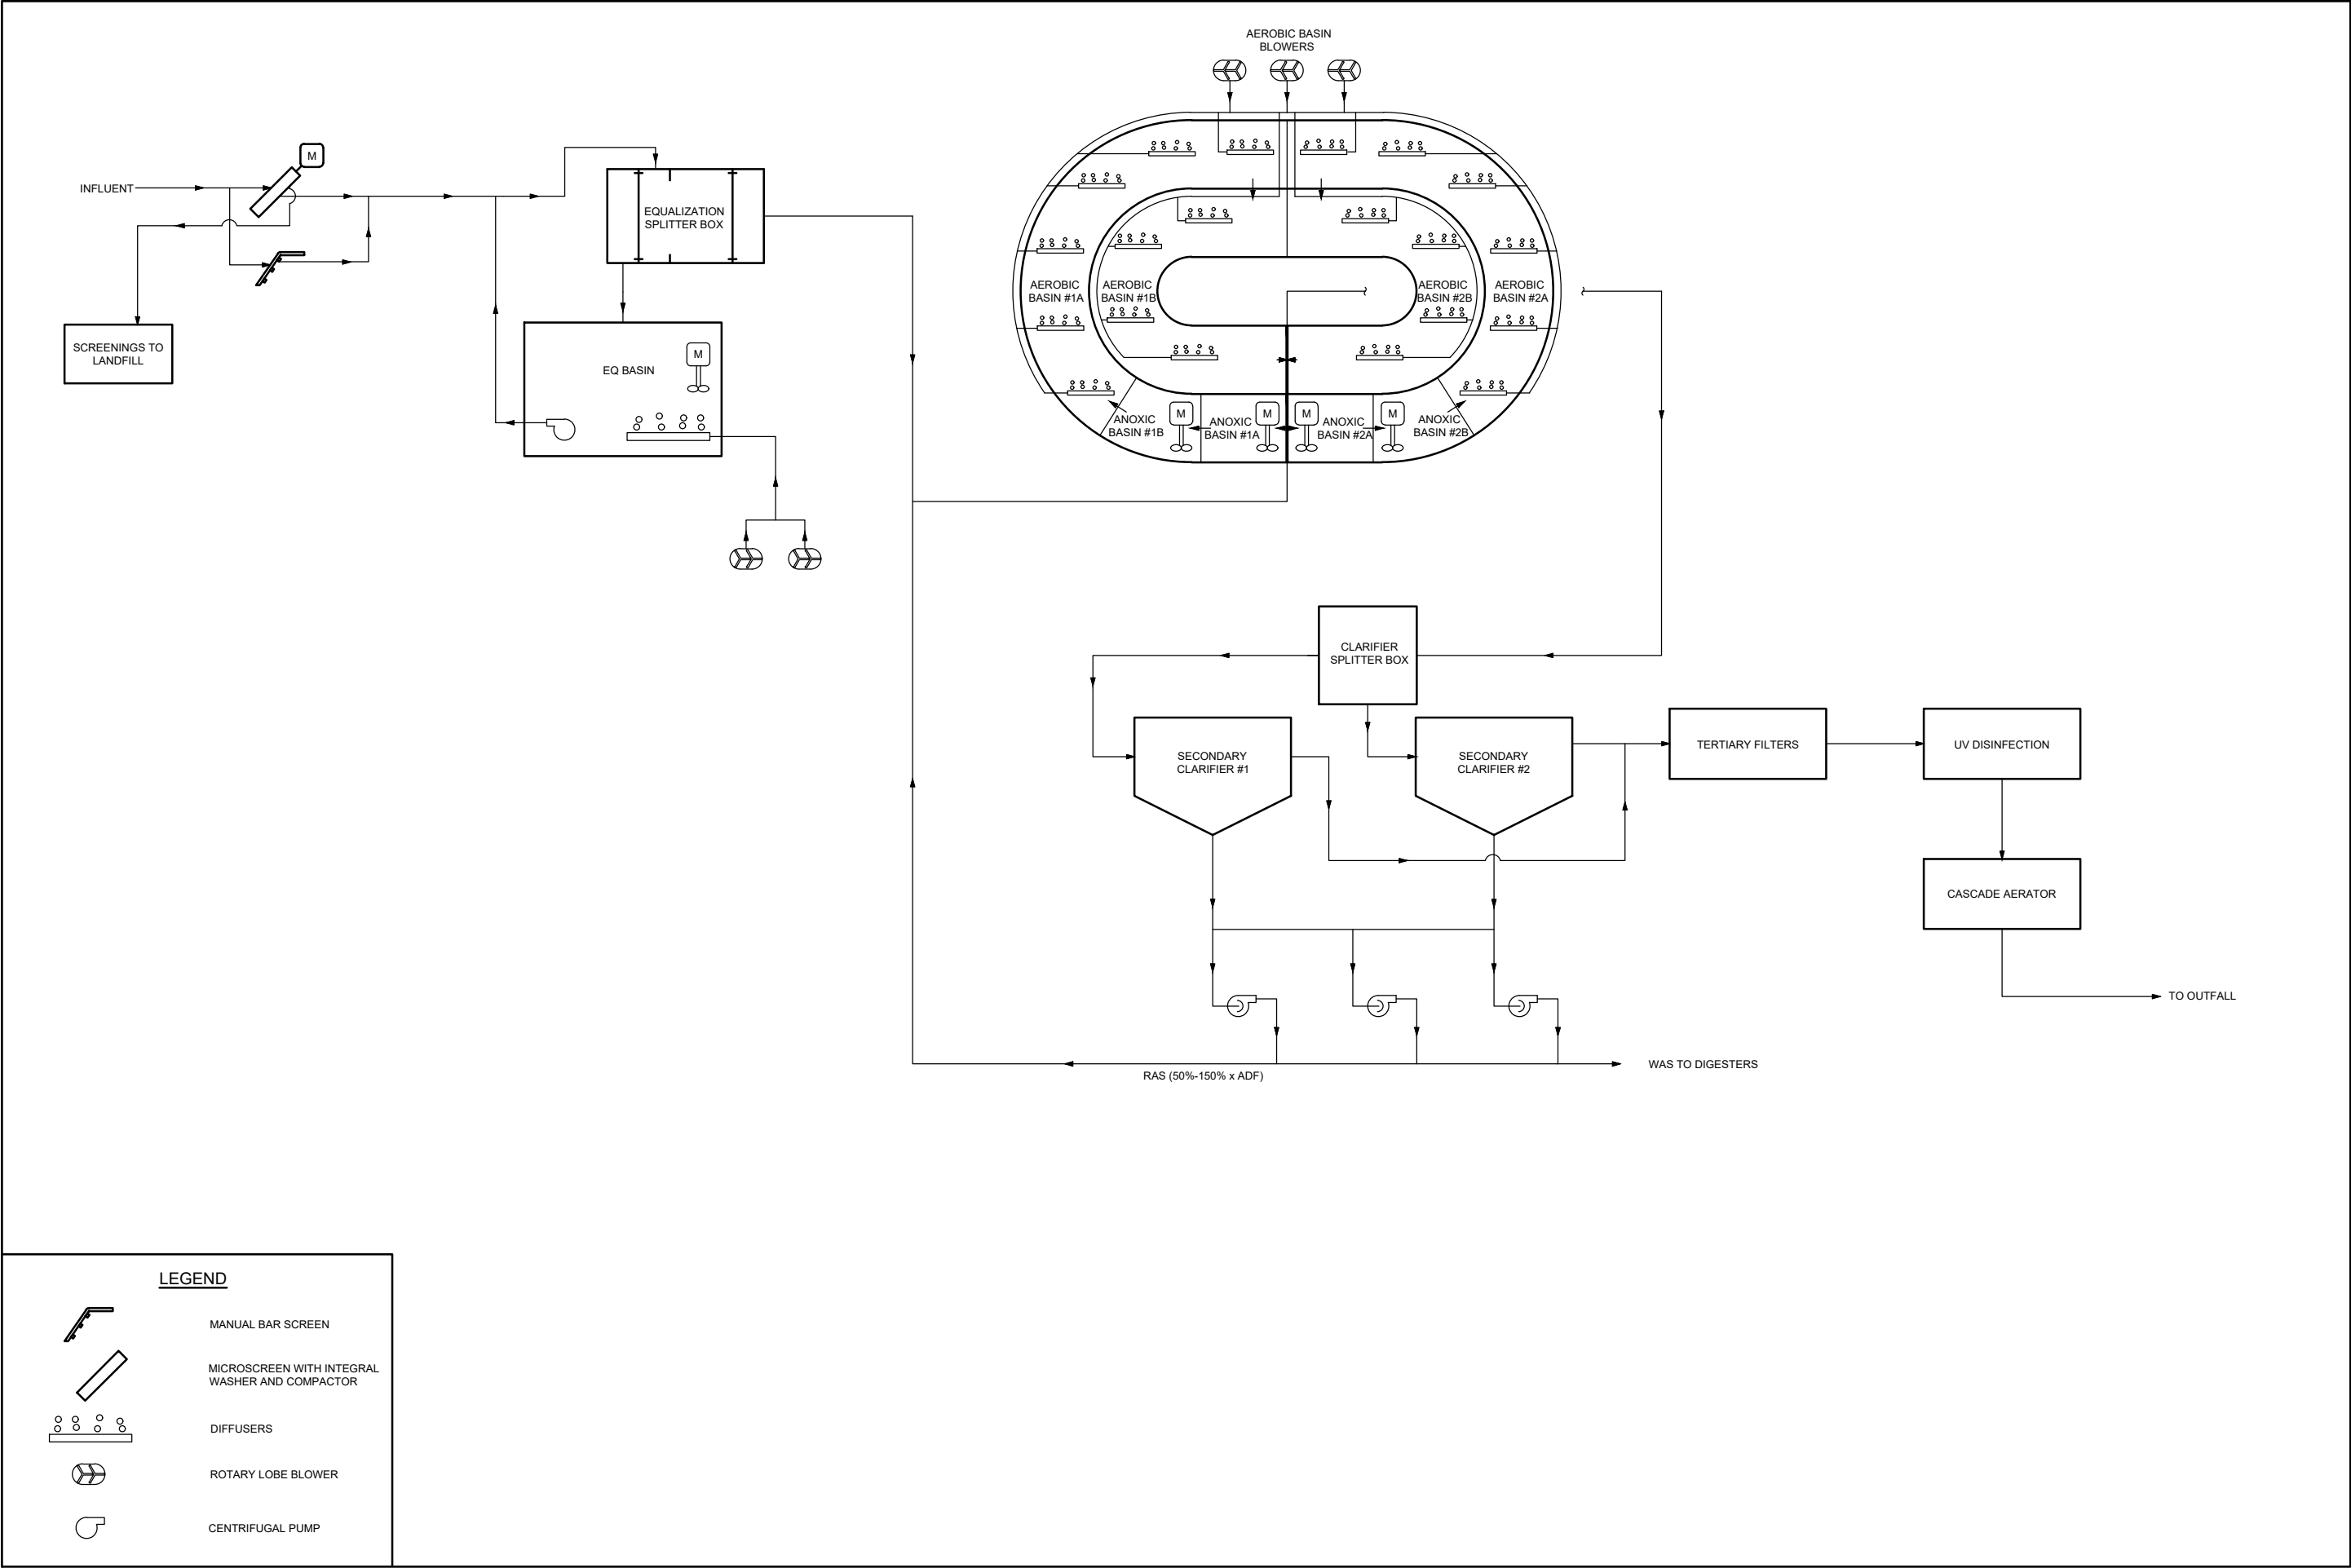 AEROBIC BASIN
BLOWERS
M
INFLUENT
EQUALIZATION
SPLITTER BOX
SCREENINGS TO
LANDFILL
EQ BASIN
M
AEROBIC
BASIN #1A
AEROBIC
BASIN #1B
AEROBIC
BASIN #2B
AEROBIC
BASIN #2A
ANOXIC
BASIN #1B
M
ANOXIC
BASIN #1A
M
M
ANOXIC
BASIN #2A
M
ANOXIC
BASIN #2B
CLARIFIER
SPLITTER BOX
SECONDARY
CLARIFIER #1
SECONDARY
CLARIFIER #2
TERTIARY FILTERS
UV DISINFECTION
CASCADE AERATOR
TO OUTFALL
WAS TO DIGESTERS
RAS (50%-150% x ADF)
LEGEND
MANUAL BAR SCREEN
MICROSCREEN WITH INTEGRAL
WASHER AND COMPACTOR
DIFFUSERS
ROTARY LOBE BLOWER
CENTRIFUGAL PUMP